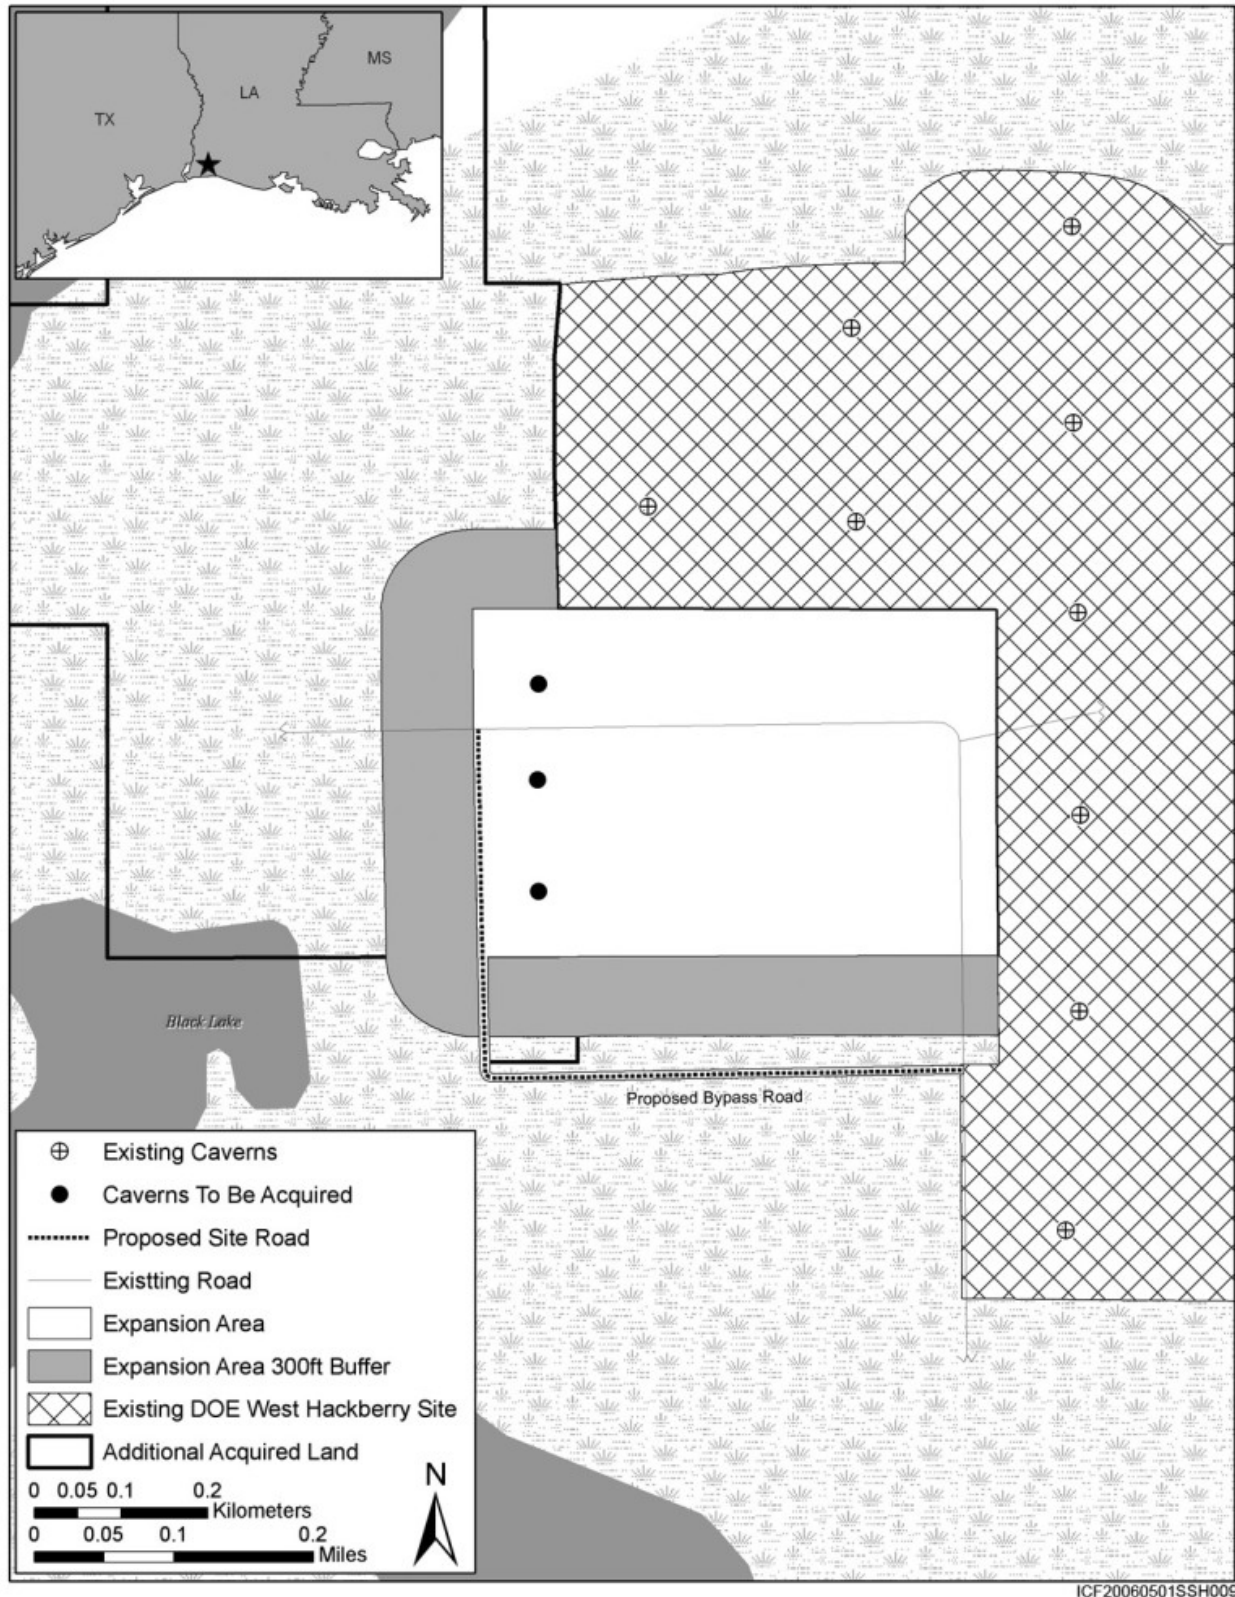 TX
LA
MS
Black Lake
Proposed Bypass Road
Existing Caverns
Caverns To Be Acquired
Proposed Site Road
Existting Road
Expansion Area
Expansion Area 300ft Buffer
Existing DOE West Hackberry Site
Additional Acquired Land
0 0.05 0.1 0.2
Kilometers
0 0.05 0.1 0.2
Miles
N
ICF20060501SSH009